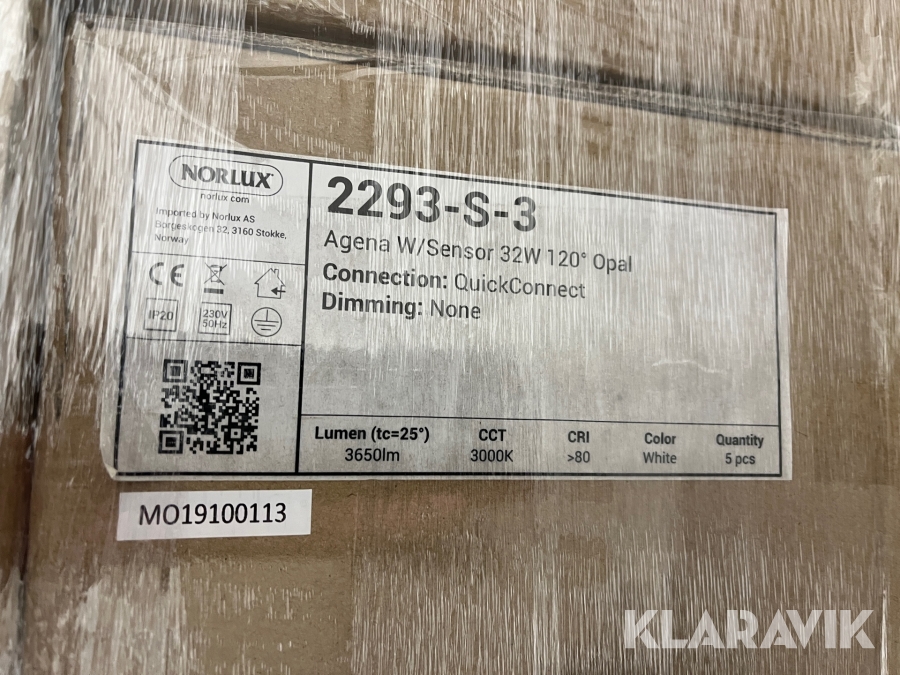 NORLUX
norlux.com
Imported by Norlux AS
Borgeskogen 32, 3160 Stokke,
Norway
CE
IP20
230V
50Hz
2293-S-3
Agena W/Sensor 32W 120° Opal
Connection: QuickConnect
Dimming: None
Lumen (tc=25°) CCT CRI Color Quantity
3650lm 3000K >80 White 5 pcs
MO19100113
KLARAVIK